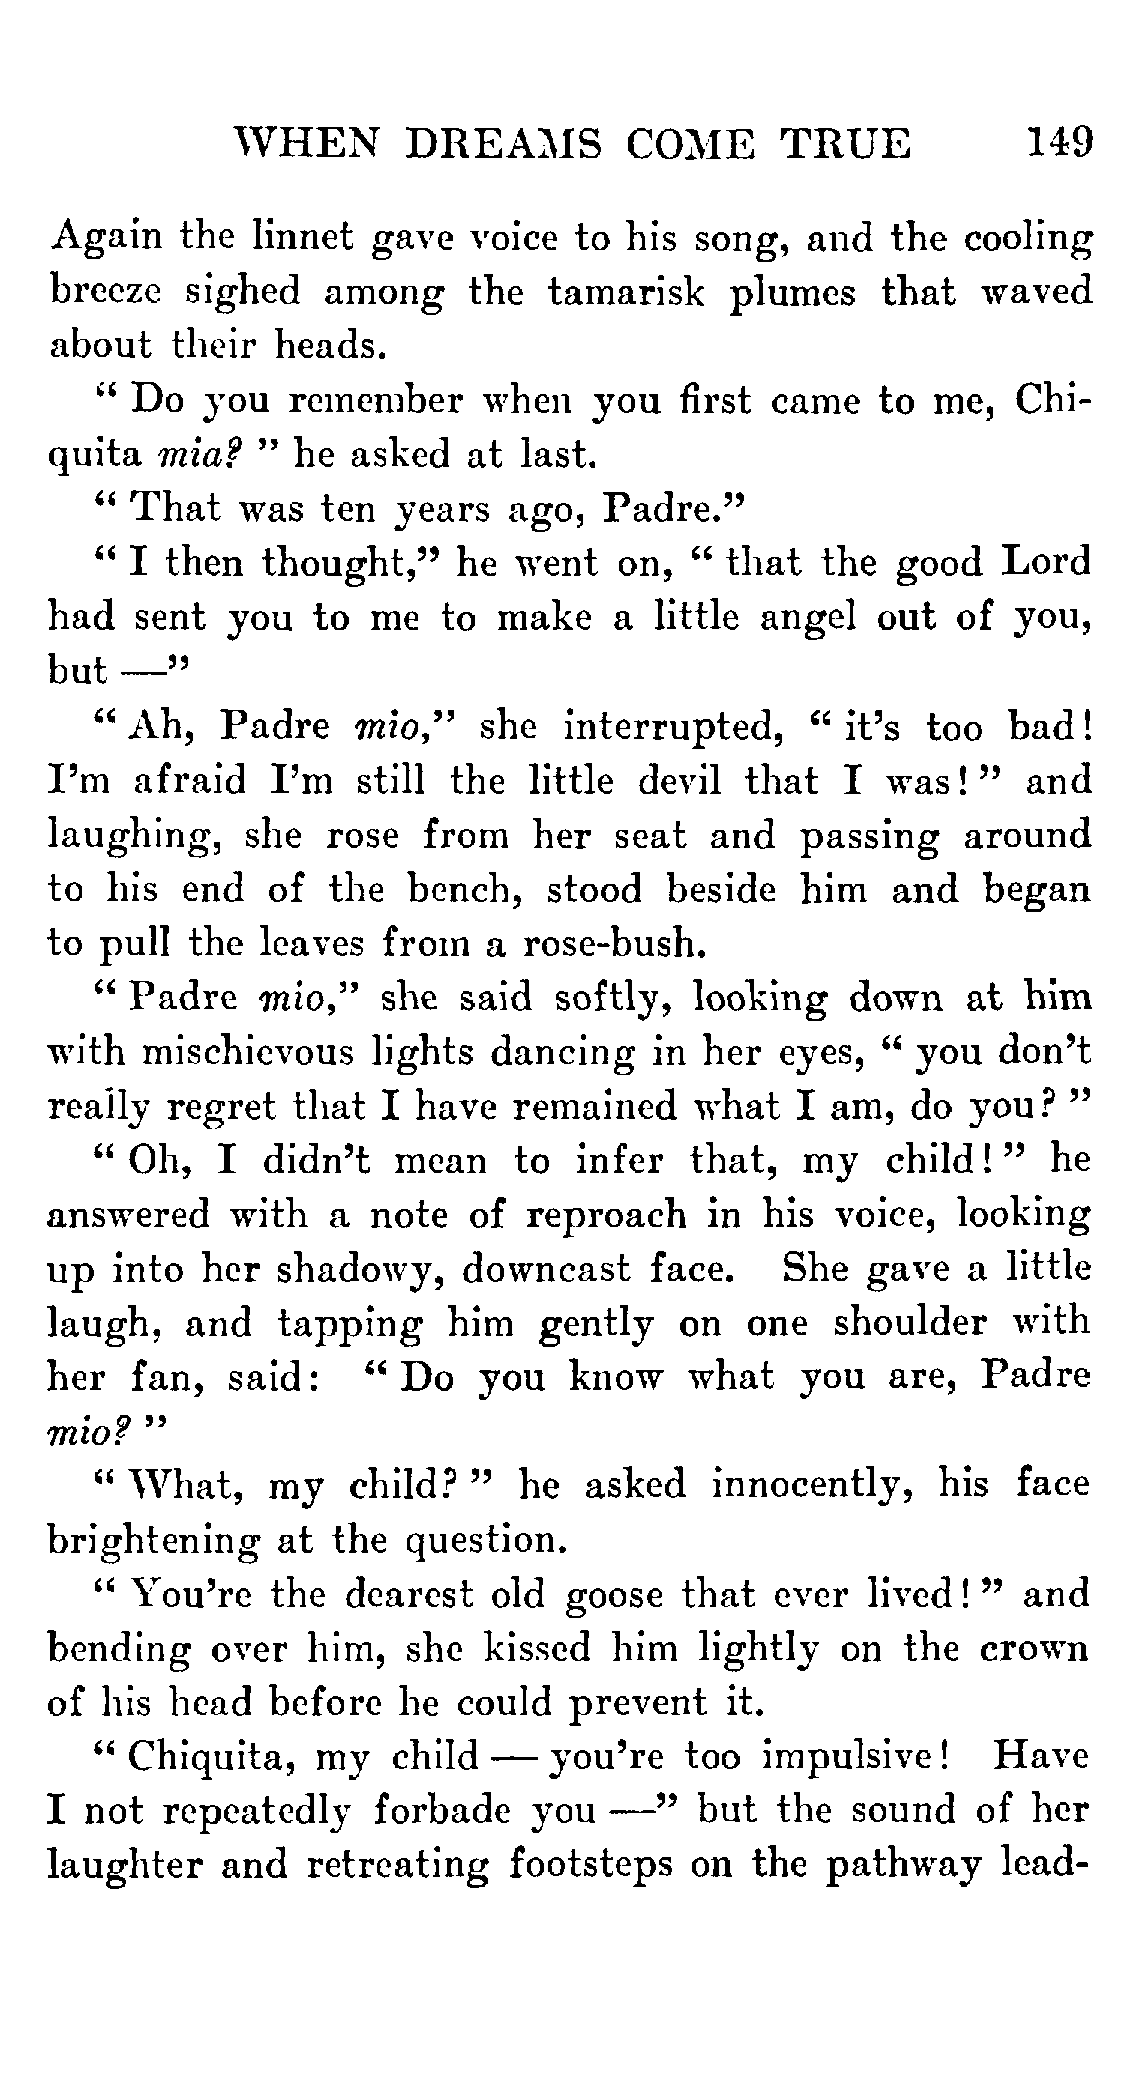 WHEN DREAMS COME TRUE 149
Again the linnet gave voice to his song, and the cooling
breeze sighed among the tamarisk plumes that waved
about their heads.
“ Do you remember when you first came to me, Chi-
quita mia? ” he asked at last.
“ That was ten years ago, Padre.”
“ I then thought,” he went on, “ that the good Lord
had sent you to me to make a little angel out of you,
but —”
“ Ah, Padre mio,” she interrupted, “ it’s too bad!
I’m afraid I’m still the little devil that I was! ” and
laughing, she rose from her seat and passing around
to his end of the bench, stood beside him and began
to pull the leaves from a rose-bush.
“ Padre mio,” she said softly, looking down at him
with mischievous lights dancing in her eyes, “ you don’t
really regret that I have remained what I am, do you? ”
“ Oh, I didn’t mean to infer that, my child! ” he
answered with a note of reproach in his voice, looking
up into her shadowy, downcast face. She gave a little
laugh, and tapping him gently on one shoulder with
her fan, said: “ Do you know what you are, Padre
mio? ”
“ What, my child? ” he asked innocently, his face
brightening at the question.
“ You’re the dearest old goose that ever lived! ” and
bending over him, she kissed him lightly on the crown
of his head before he could prevent it.
“ Chiquita, my child — you’re too impulsive! Have
I not repeatedly forbade you —” but the sound of her
laughter and retreating footsteps on the pathway lead-